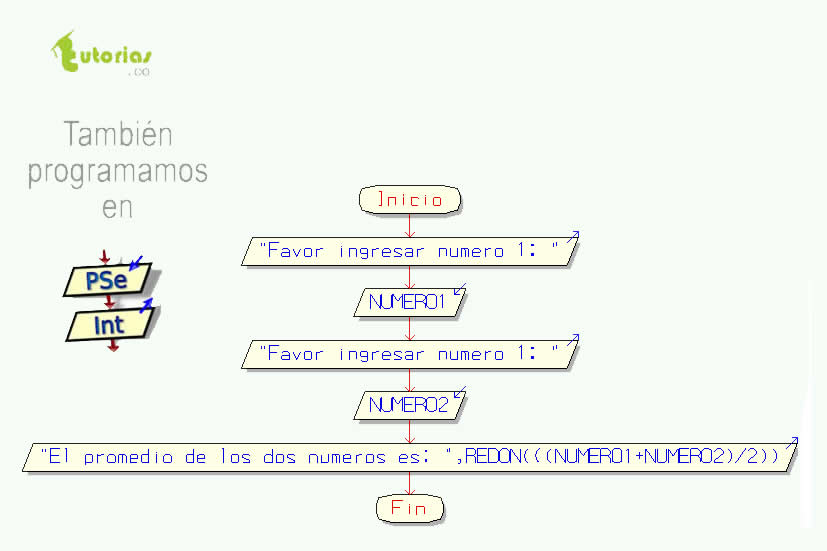 tutorias
.co
También
programamos
en
PSe
Int
Inicio
"Favor ingresar numero 1: "
NUMERO1
"Favor ingresar numero 1: "
NUMERO2
"El promedio de los dos numeros es: ",REDON(((NUMERO1+NUMERO2)/2))
Fin